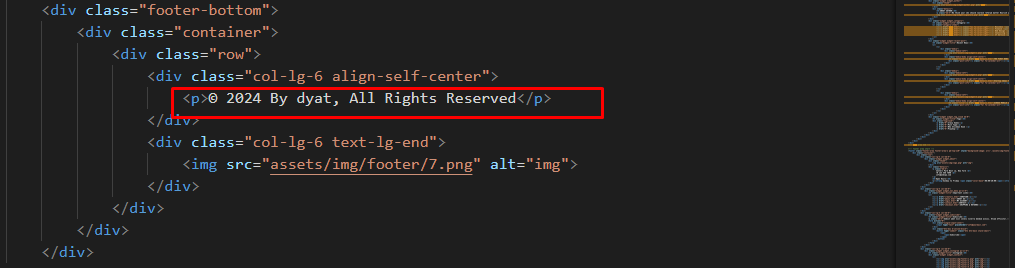 <div class="footer-bottom">
<div class="container">
<div class="row">
<div class="col-lg-6 align-self-center">
<p>© 2024 By dyat, All Rights Reserved</p>
</div>
<div class="col-lg-6 text-lg-end">
<img src="assets/img/footer/7.png" alt="img">
</div>
</div>
</div>
</div>